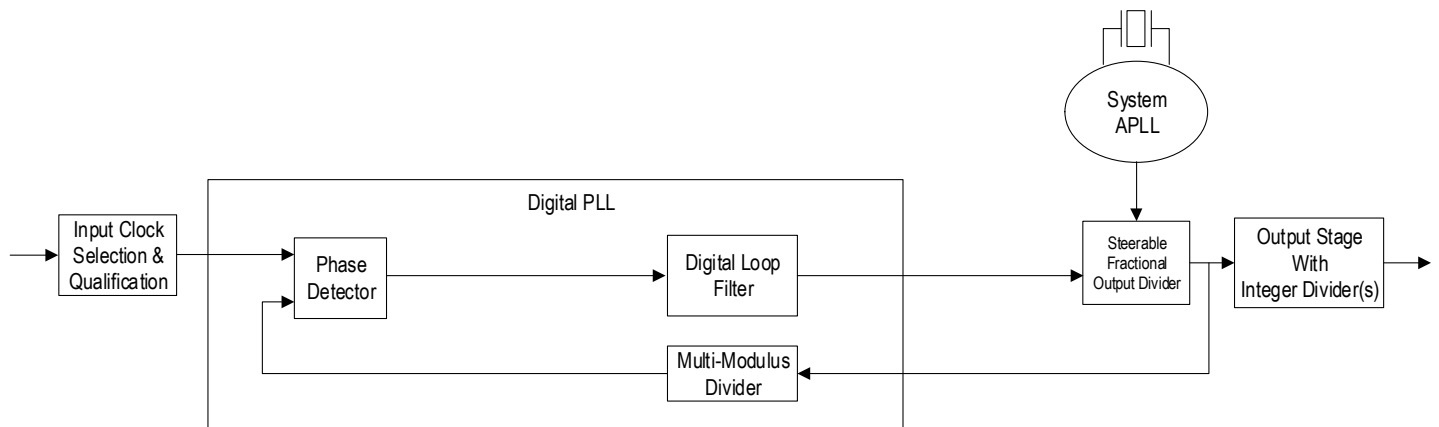 System
APLL
Digital PLL
Input Clock
Selection &
Qualification
Phase
Detector
Digital Loop
Filter
Steerable
Fractional
Output Divider
Output Stage
With
Integer Divider(s)
Multi-Modulus
Divider